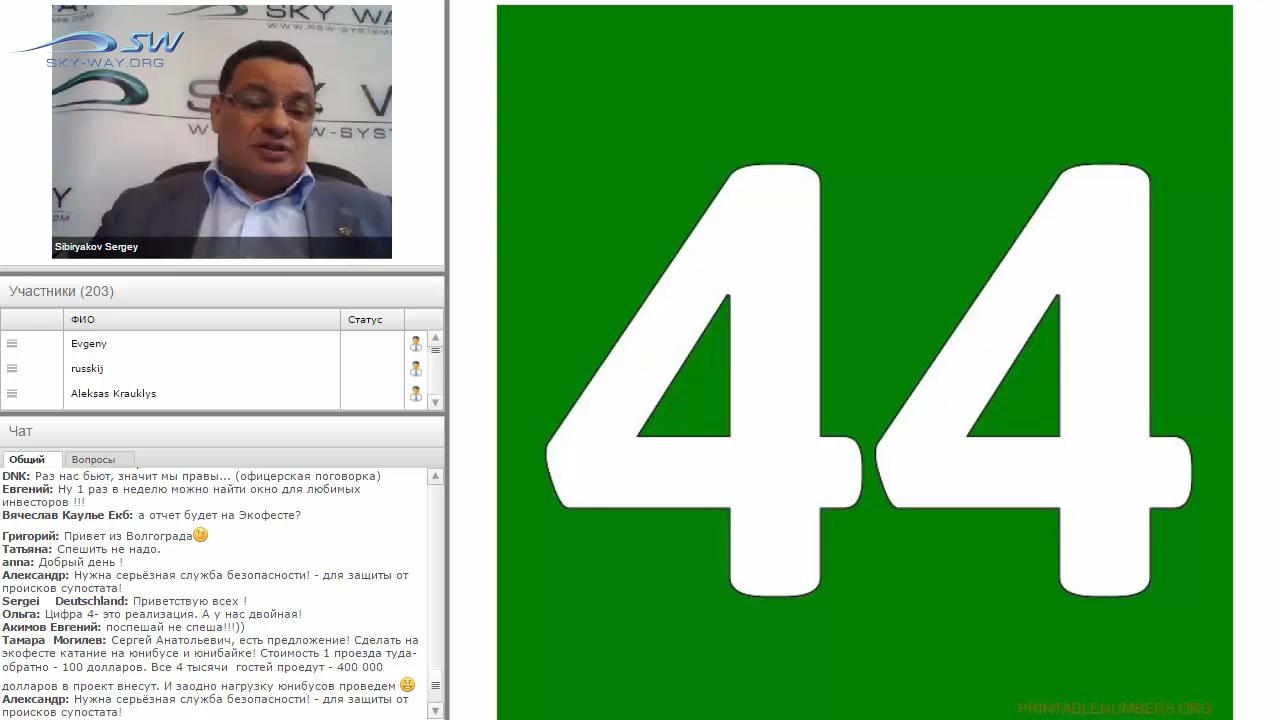 SKY WAY
WWW.RSW-SYSTEMS
SW
SKY-WAY.ORG
S
W
W
W-SYST
Y
Sibiryakov Sergey
44
Участники (203)
ФИО Статус
Evgeny
russkij
Aleksas Krauklys
Чат
Общий Вопросы
DNK: Раз нас бьют, значит мы правы... (офицерская поговорка)
Евгений: Ну 1 раз в неделю можно найти окно для любимых
инвесторов !!!
Вячеслав Каулье Екб: а отчет будет на Экофесте?
Григорий: Привет из Волгограда
Татьяна: Спешить не надо.
anna: Добрый день !
Александр: Нужна серьёзная служба безопасности! - для защиты от
происков супостата!
Sergei Deutschland: Приветствую всех !
Ольга: Цифра 4- это реализация. А у нас двойная!
Акимов Евгений: поспешай не спеша!!!))
Тамара Могилев: Сергей Анатольевич, есть предложение! Сделать на
экофесте катание на юнибусе и юнибайке! Стоимость 1 проезда туда-
обратно - 100 долларов. Все 4 тысячи гостей проедут - 400 000
долларов в проект внесут. И заодно нагрузку юнибусов проведем
Александр: Нужна серьёзная служба безопасности! - для защиты от
происков супостата!
PRINTABLENUMBERS.ORG